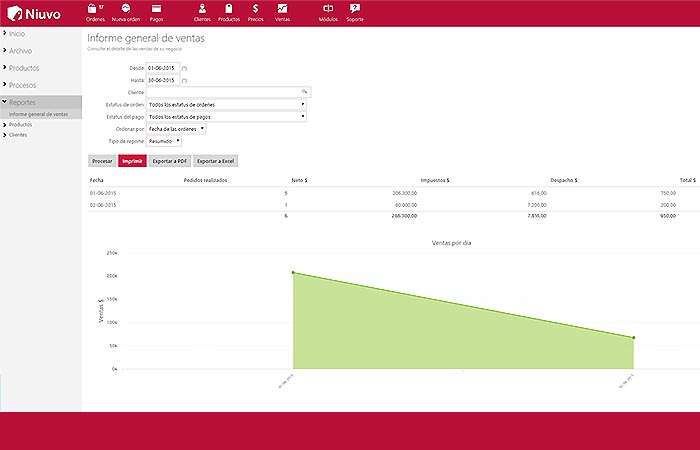 Niuvo
Ordenes 57 Nueva orden Pagos Clientes Productos Precios Ventas Módulos Soporte
Inicio
Archivo
Productos
Procesos
Reportes
Informe general de ventas
Productos
Clientes
Informe general de ventas
Consulte el detalle de las ventas de su negocio
Desde: 01-06-2015 (*)
Hasta: 30-06-2015 (*)
Cliente:
Estatus de orden: Todos los estatus de ordenes
Estatus del pago: Todos los estatus de pagos
Ordenar por: Fecha de las ordenes
Tipo de reporte: Resumido
Procesar Imprimir Exportar a PDF Exportar a Excel
Fecha Pedidos realizados Neto $ Impuestos $ Despacho $ Total $
01-06-2015 5 206.300,00 616,00 750,00
02-06-2015 1 60.000,00 7.200,00 200,00
6 266.300,00 7.816,00 950,00
Ventas por día
Ventas $
250k
200k
150k
100k
50k
0k
01-06-2015
02-06-2015